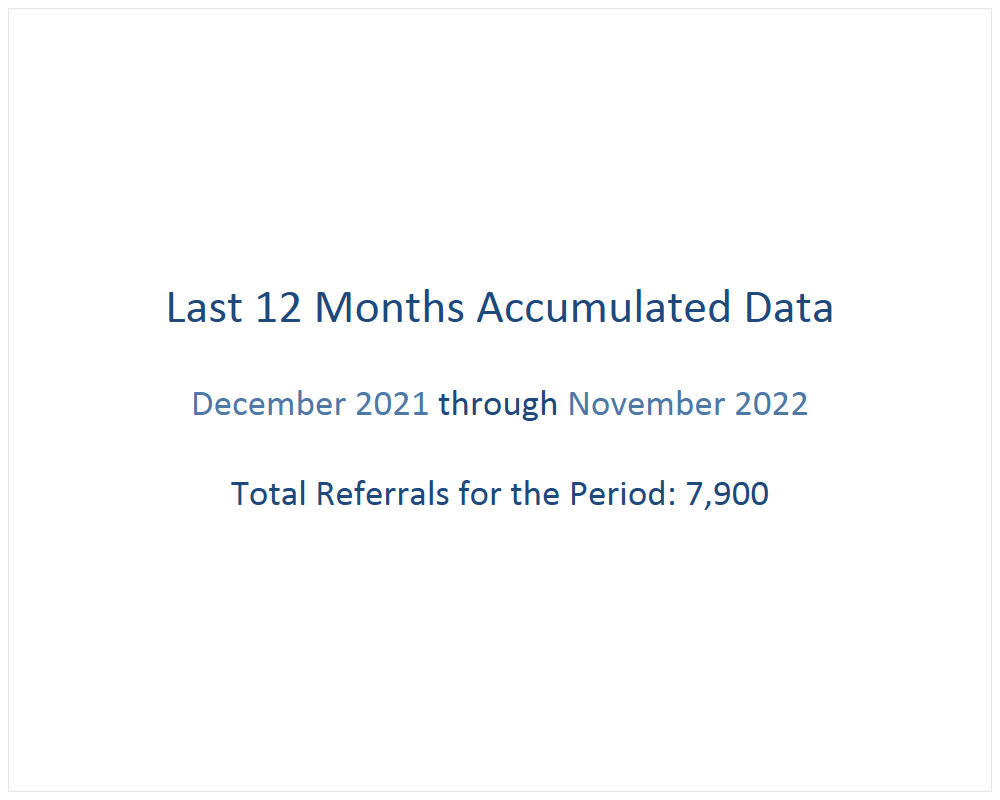 Last 12 Months Accumulated Data
December 2021 through November 2022
Total Referrals for the Period: 7,900